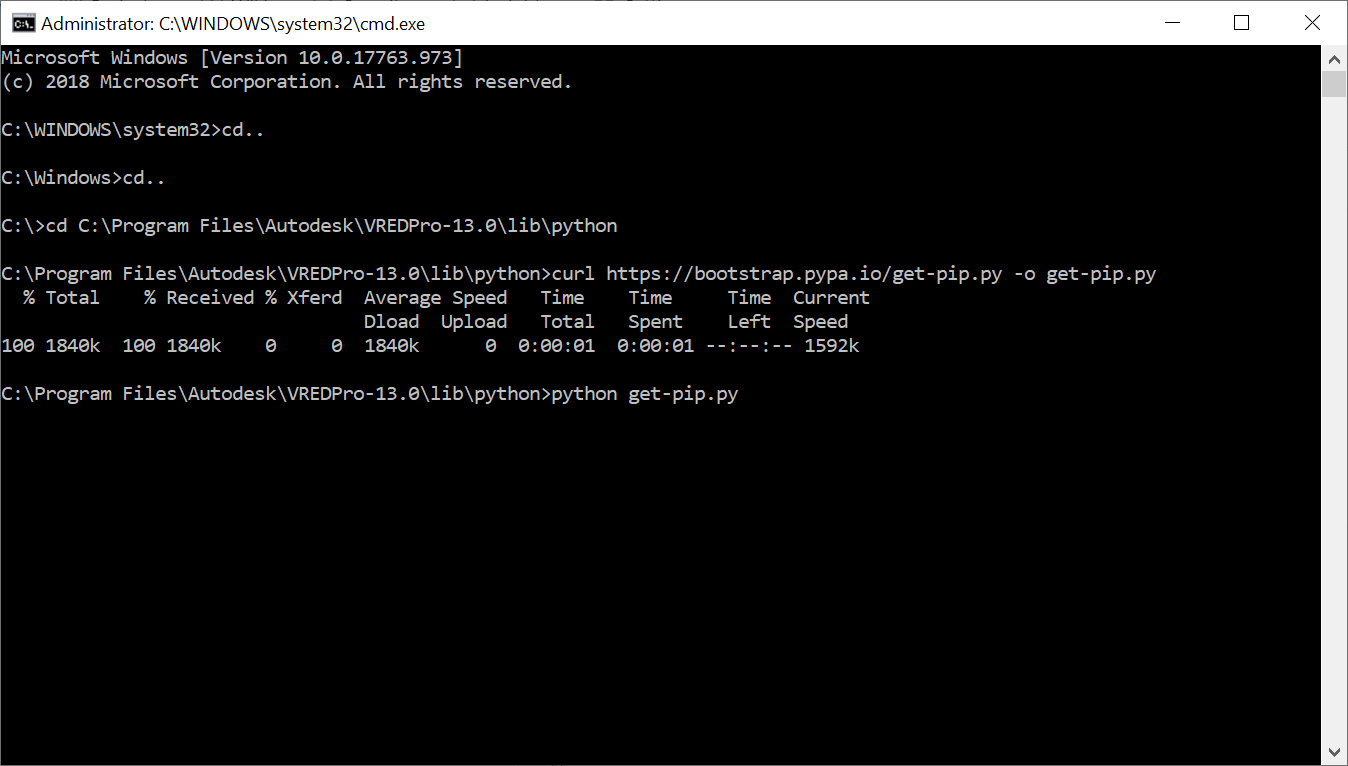 Administrator: C:\WINDOWS\system32\cmd.exe
Microsoft Windows [Version 10.0.17763.973]
(c) 2018 Microsoft Corporation. All rights reserved.
C:\WINDOWS\system32>cd..
C:\Windows>cd..
C:\>cd C:\Program Files\Autodesk\VREDPro-13.0\lib\python
C:\Program Files\Autodesk\VREDPro-13.0\lib\python>curl https://bootstrap.pypa.io/get-pip.py -o get-pip.py
  % Total    % Received % Xferd  Average Speed   Time    Time     Time  Current
                                 Dload  Upload   Total   Spent    Left  Speed
100 1840k  100 1840k    0     0  1840k      0  0:00:01  0:00:01 --:--:-- 1592k
C:\Program Files\Autodesk\VREDPro-13.0\lib\python>python get-pip.py